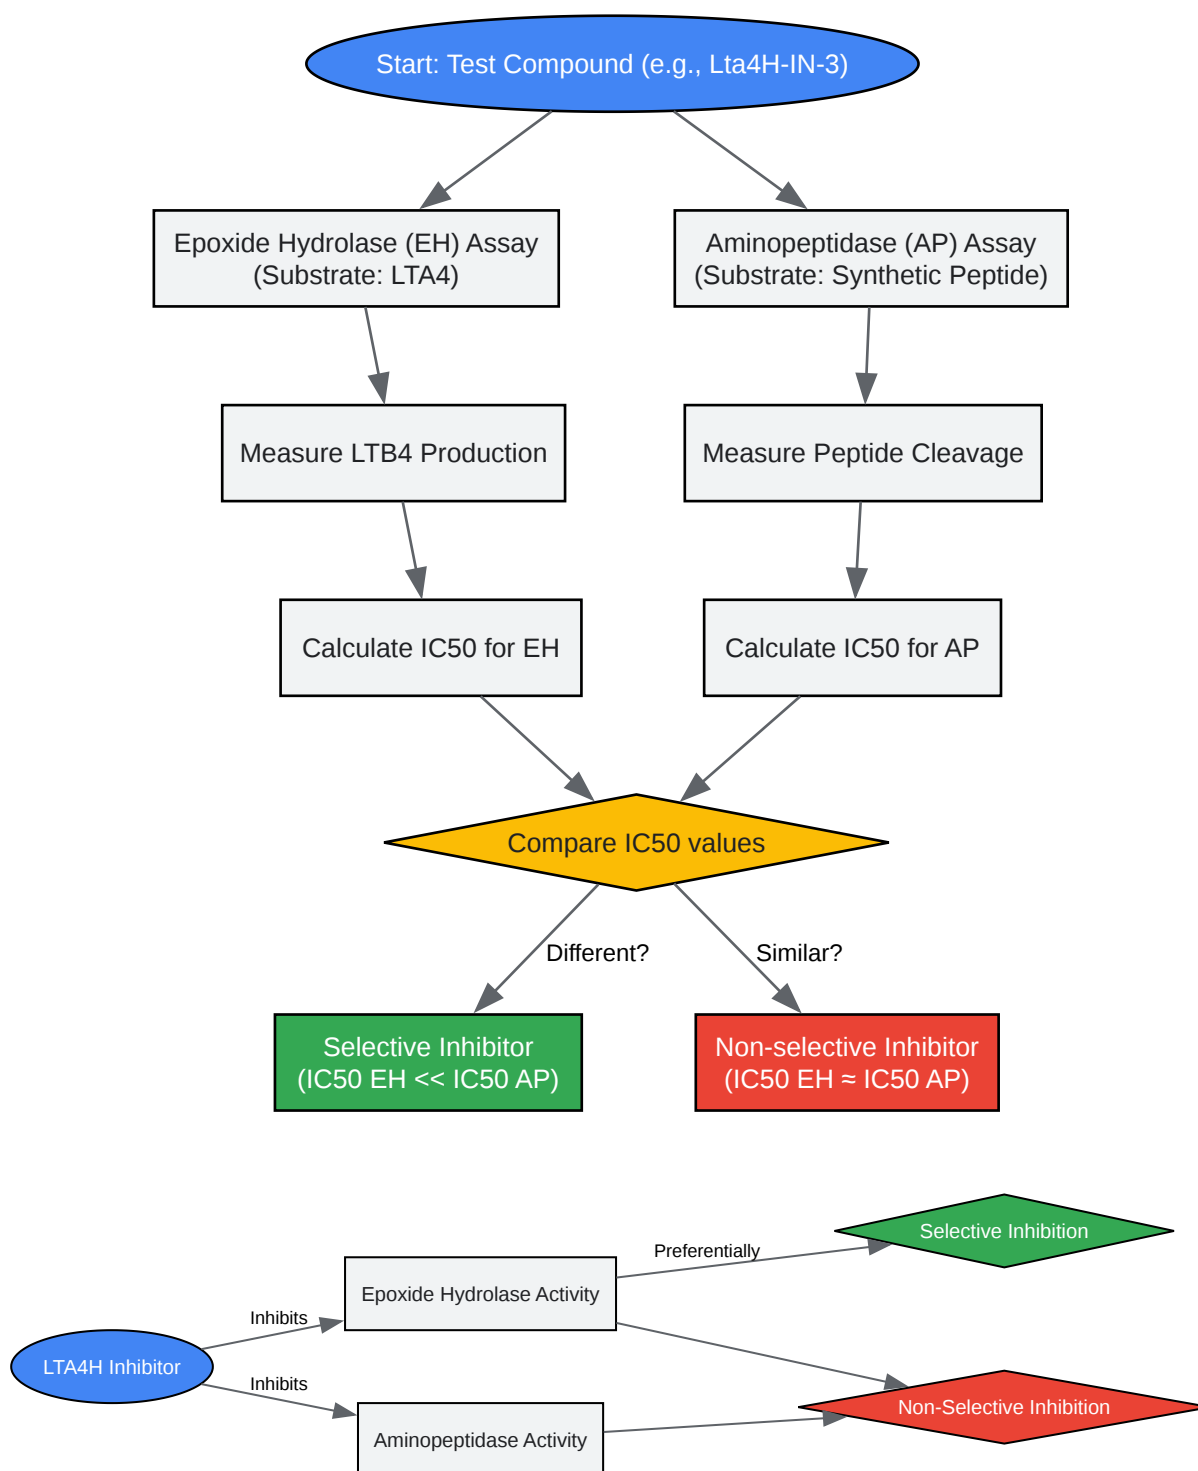 Start: Test Compound (e.g., Lta4H-IN-3)
Epoxide Hydrolase (EH) Assay
(Substrate: LTA4)
Aminopeptidase (AP) Assay
(Substrate: Synthetic Peptide)
Measure LTB4 Production
Measure Peptide Cleavage
Calculate IC50 for EH
Calculate IC50 for AP
Compare IC50 values
Different?
Similar?
Selective Inhibitor
(IC50 EH << IC50 AP)
Non-selective Inhibitor
(IC50 EH ≈ IC50 AP)
Selective Inhibition
Preferentially
Epoxide Hydrolase Activity
Inhibits
LTA4H Inhibitor
Inhibits
Non-Selective Inhibition
Aminopeptidase Activity